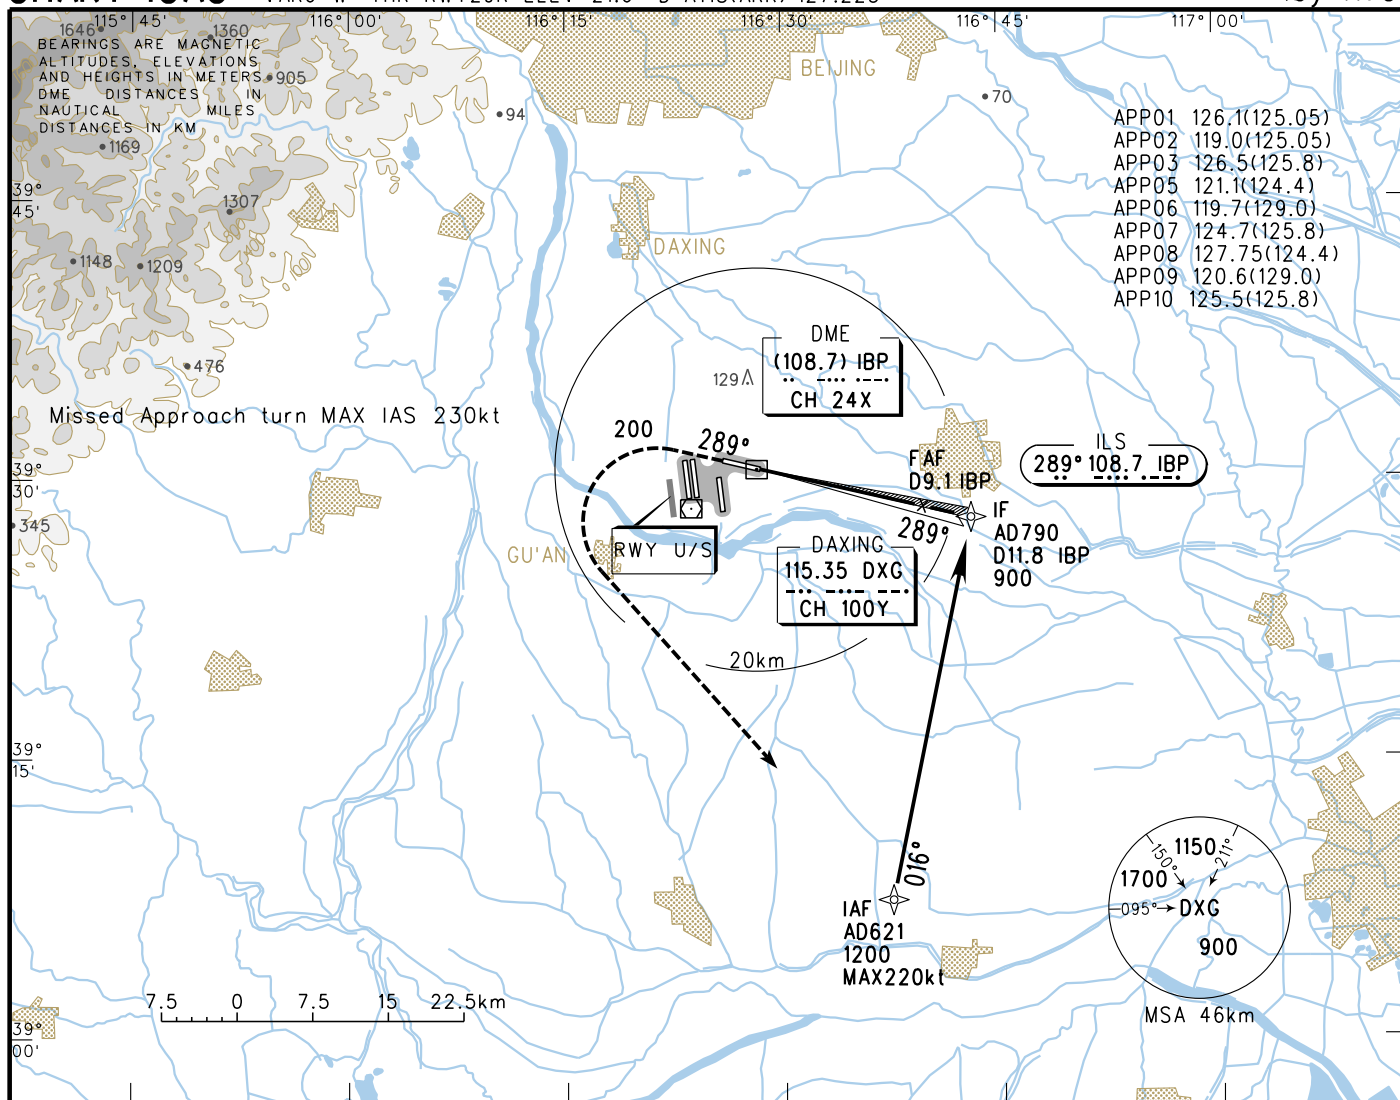 115° 45'
116° 00'
116° 15'
116° 30'
116° 45'
117° 00'
BEARINGS ARE MAGNETIC
ALTITUDES, ELEVATIONS
AND HEIGHTS IN METERS
DME DISTANCES IN
NAUTICAL MILES
DISTANCES IN KM
1646
1360
905
94
1169
1307
800
400
100
1148
1209
476
345
BEIJING
70
129
DAXING
GU'AN
APP01 126.1(125.05)
APP02 119.0(125.05)
APP03 126.5(125.8)
APP05 121.1(124.4)
APP06 119.7(129.0)
APP07 124.7(125.8)
APP08 127.75(124.4)
APP09 120.6(129.0)
APP10 125.5(125.8)
39°
45'
Missed Approach turn MAX IAS 230kt
DME
(108.7) IBP
CH 24X
200
289°
FAF
D9.1 IBP
ILS
289° 108.7 IBP
39°
30'
IF
AD790
D11.8 IBP
900
289°
RWY U/S
DAXING
115.35 DXG
CH 100Y
20km
39°
15'
016°
IAF
AD621
1200
MAX220kt
1150
150°
211°
1700
095°
DXG
900
MSA 46km
7.5 0 7.5 15 22.5km
39°
00'